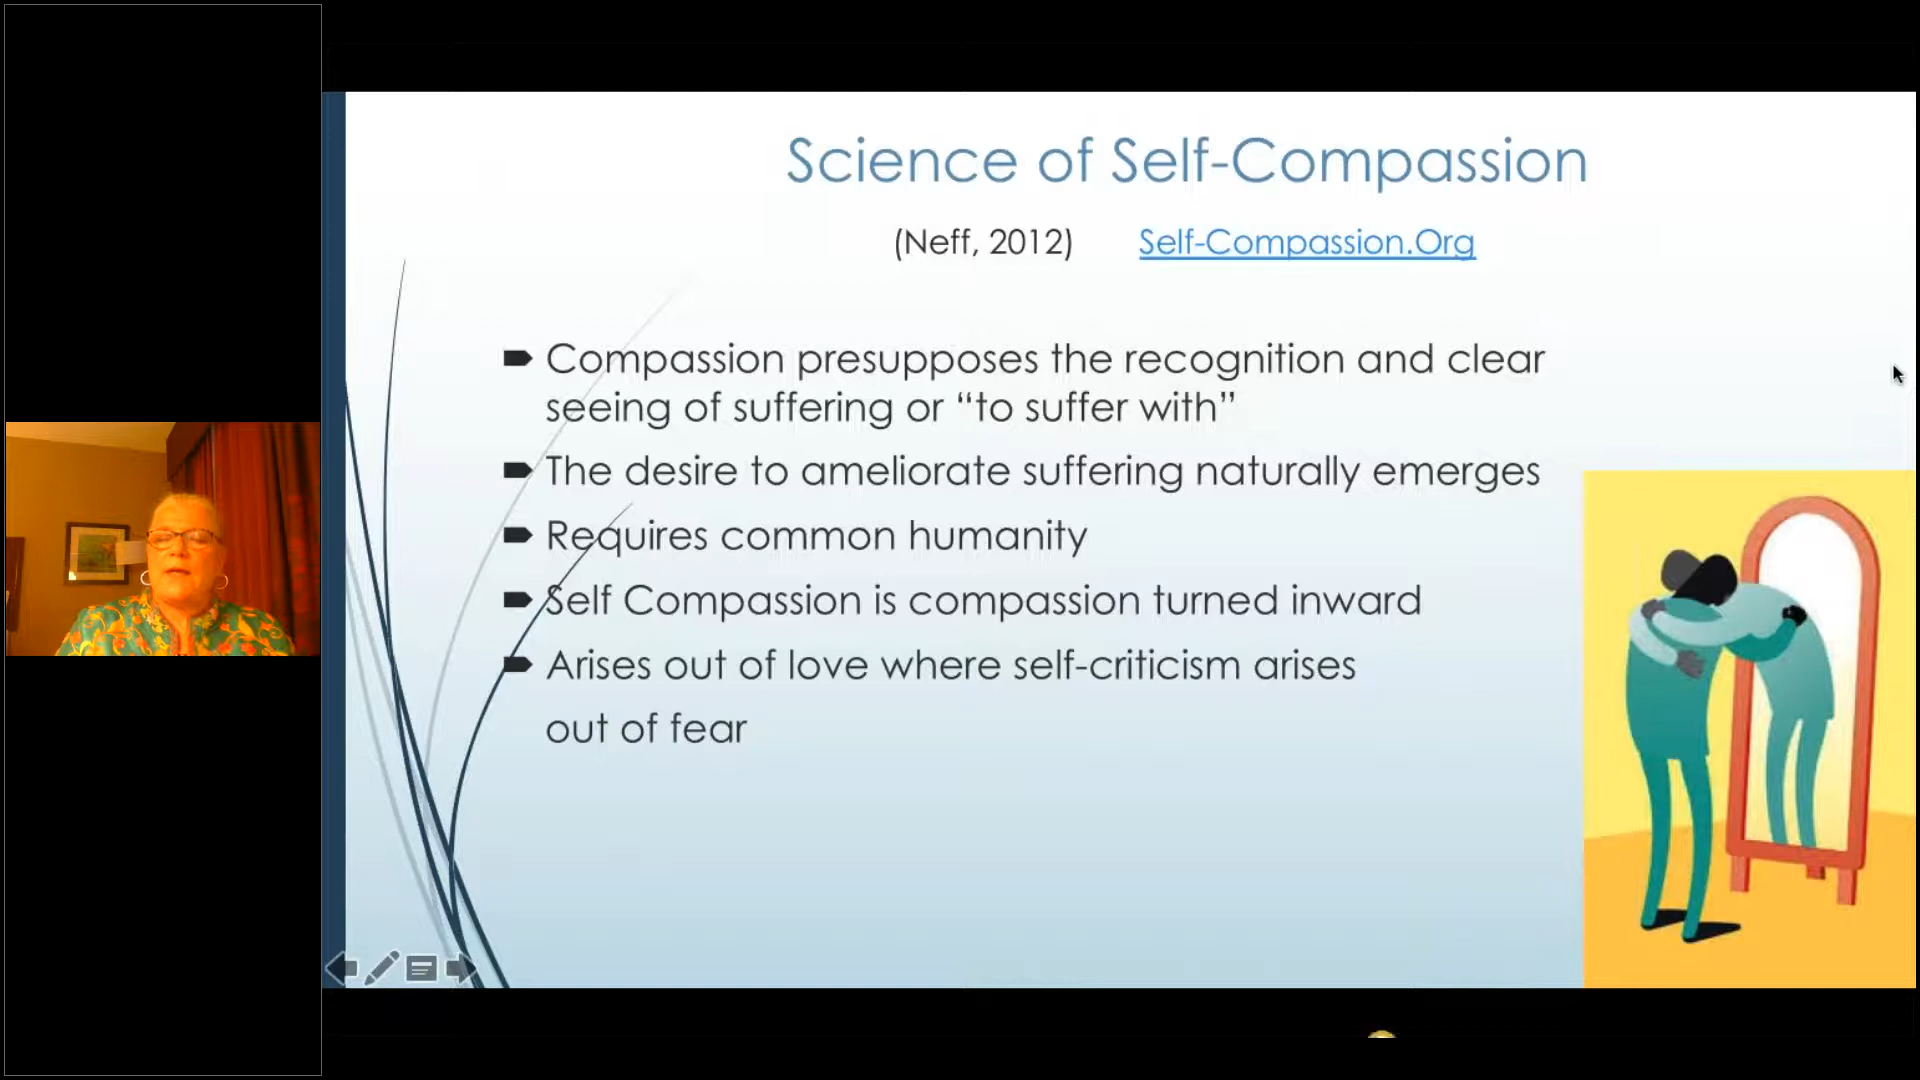 Science of Self-Compassion
(Neff, 2012) Self-Compassion.Org
Compassion presupposes the recognition and clear
seeing of suffering or “to suffer with”
The desire to ameliorate suffering naturally emerges
Requires common humanity
Self Compassion is compassion turned inward
Arises out of love where self-criticism arises
out of fear